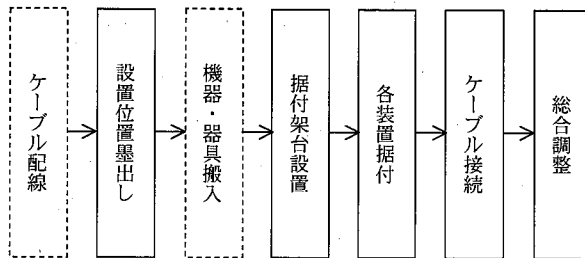 ケーブル配線
設置位置墨出し
機器・器具搬入
据付架台設置
各装置据付
ケーブル接続
総合調整